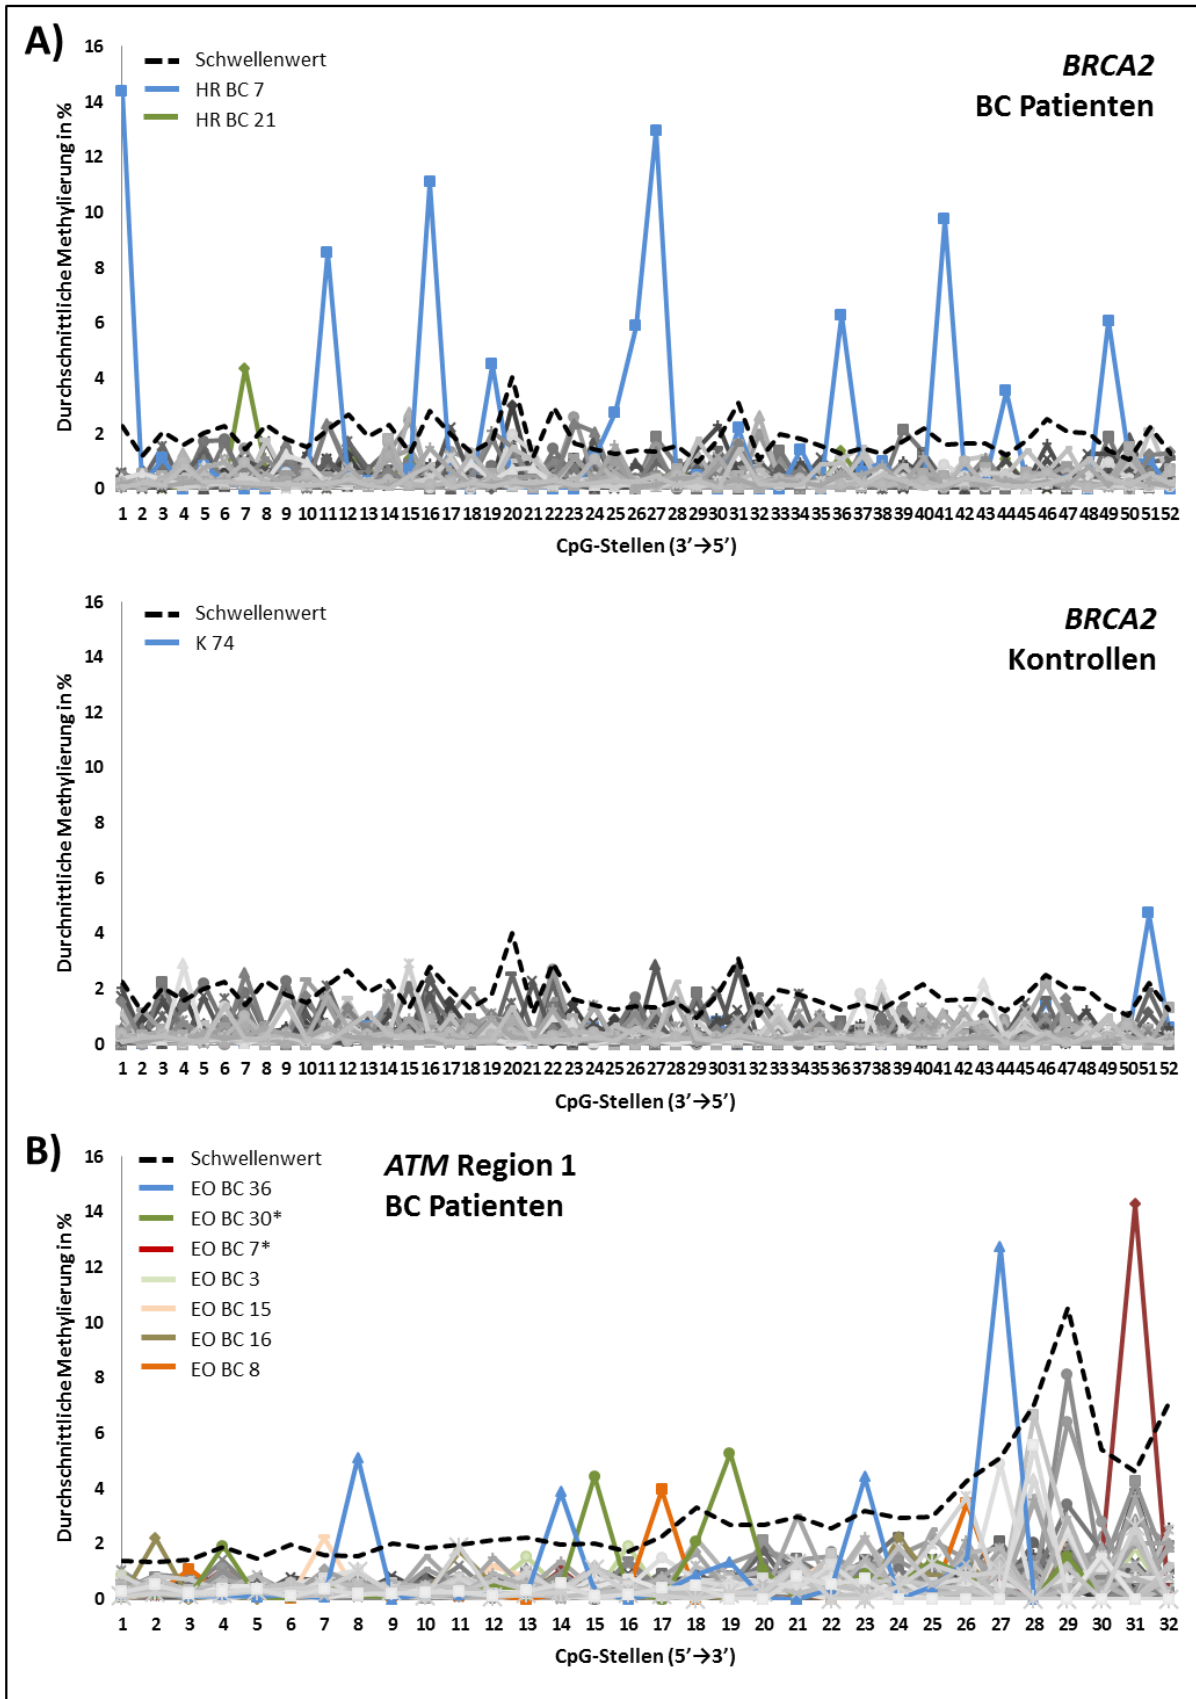 A)
16
14
12
10
8
6
4
2
0
Durchschnittliche Methylierung in %
Schwellenwert
HR BC 7
HR BC 21
BRCA2
BC Patienten
1 2 3 4 5 6 7 8 9 10 11 12 13 14 15 16 17 18 19 20 21 22 23 24 25 26 27 28 29 30 31 32 33 34 35 36 37 38 39 40 41 42 43 44 45 46 47 48 49 50 51 52
CpG-Stellen (3’→5’)
16
14
12
10
8
6
4
2
0
Durchnittliche Methylierung in %
Schwellenwert
K 74
BRCA2
Kontrollen
1 2 3 4 5 6 7 8 9 10 11 12 13 14 15 16 17 18 19 20 21 22 23 24 25 26 27 28 29 30 31 32 33 34 35 36 37 38 39 40 41 42 43 44 45 46 47 48 49 50 51 52
CpG-Stellen (3’→5’)
B)
16
14
12
10
8
6
4
2
0
Durchschnittliche Methylierung in %
Schwellenwert
EO BC 36
EO BC 30*
EO BC 7*
EO BC 3
EO BC 15
EO BC 16
EO BC 8
ATM Region 1
BC Patienten
1 2 3 4 5 6 7 8 9 10 11 12 13 14 15 16 17 18 19 20 21 22 23 24 25 26 27 28 29 30 31 32
CpG-Stellen (5’→3’)